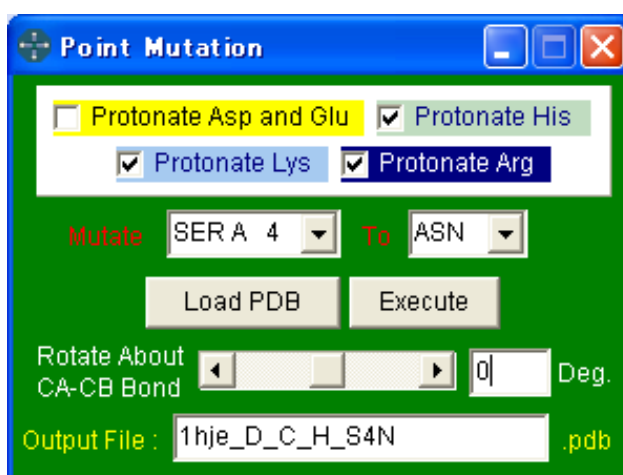 Point Mutation
Protonate Asp and Glu Protonate His
Protonate Lys Protonate Arg
Mutate SER A 4 To ASN
Load PDB Execute
Rotate About
CA-CB Bond 0 Deg.
Output File : 1hje_D_C_H_S4N .pdb